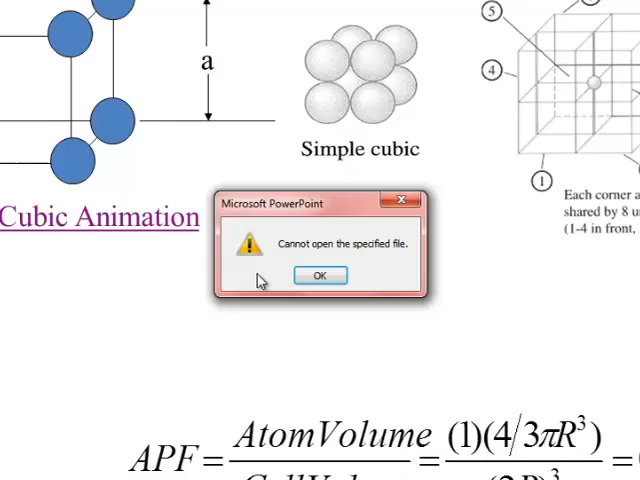 5
4
a
Simple cubic
1
Each corner a
shared by 8 u
(1-4 in front,
Cubic Animation
Microsoft PowerPoint
Cannot open the specified file.
OK
APF = AtomVolume = (1)(4/3πR³) =